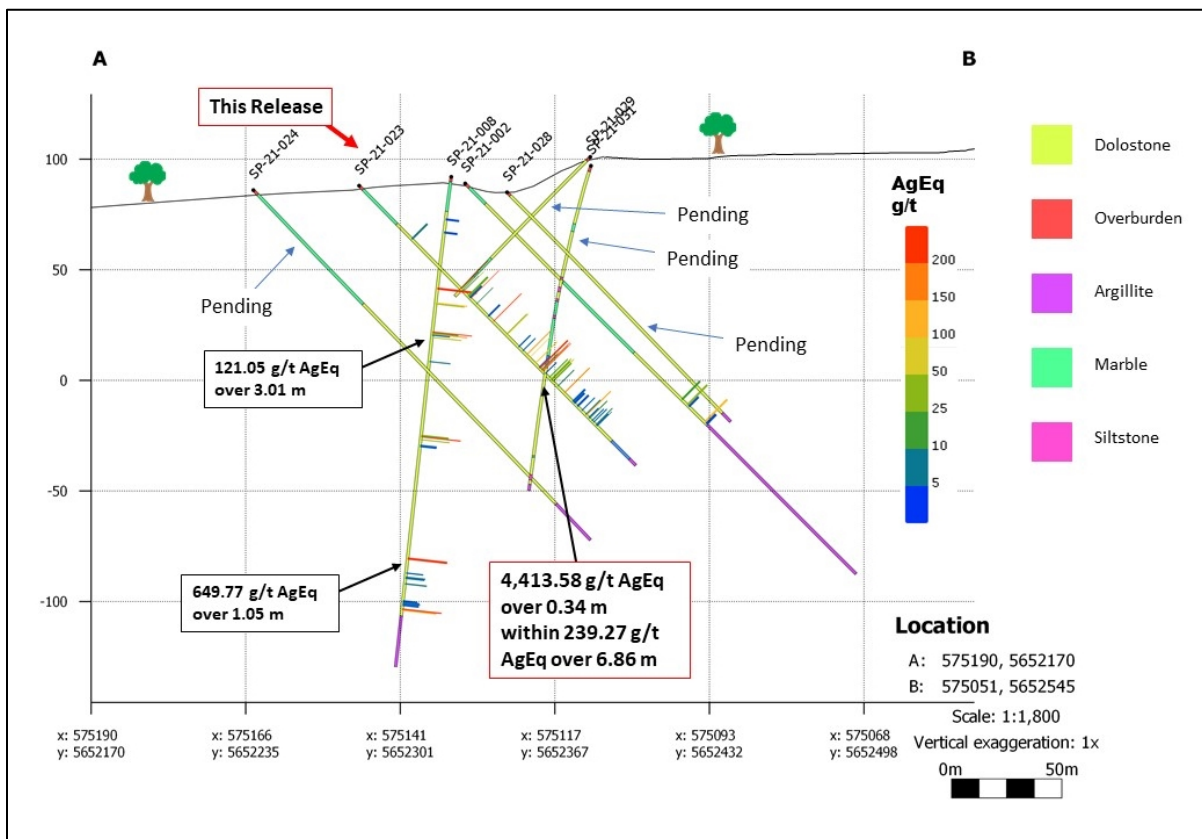 A
B
This Release
SP-21-024
SP-21-023
SP-21-008
SP-21-002
SP-21-028
SP-21-029
SP-21-031
100
50
0
-50
-100
Pending
Pending
Pending
Pending
121.05 g/t AgEq
over 3.01 m
649.77 g/t AgEq
over 1.05 m
4,413.58 g/t AgEq
over 0.34 m
within 239.27 g/t
AgEq over 6.86 m
AgEq
g/t
200
150
100
50
25
10
5
Dolostone
Overburden
Argillite
Marble
Siltstone
Location
A: 575190, 5652170
B: 575051, 5652545
Scale: 1:1,800
Vertical exaggeration: 1x
0m 50m
x: 575190
y: 5652170
x: 575166
y: 5652235
x: 575141
y: 5652301
x: 575117
y: 5652367
x: 575093
y: 5652432
x: 575068
y: 5652498